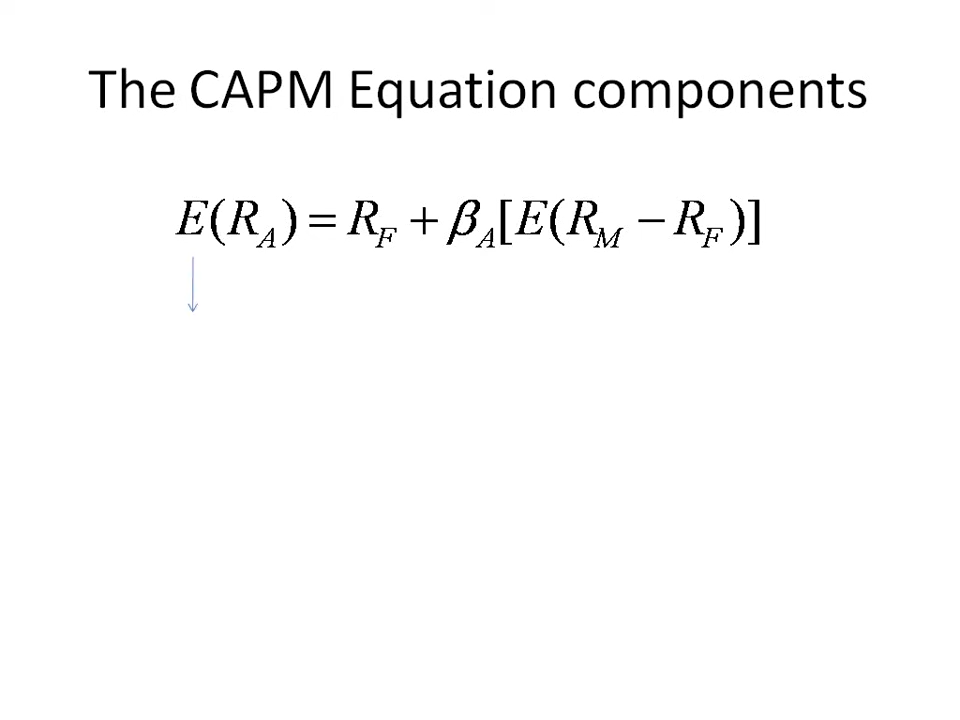 The CAPM Equation components
E(R_A) = R_F + β_A[E(R_M − R_F)]